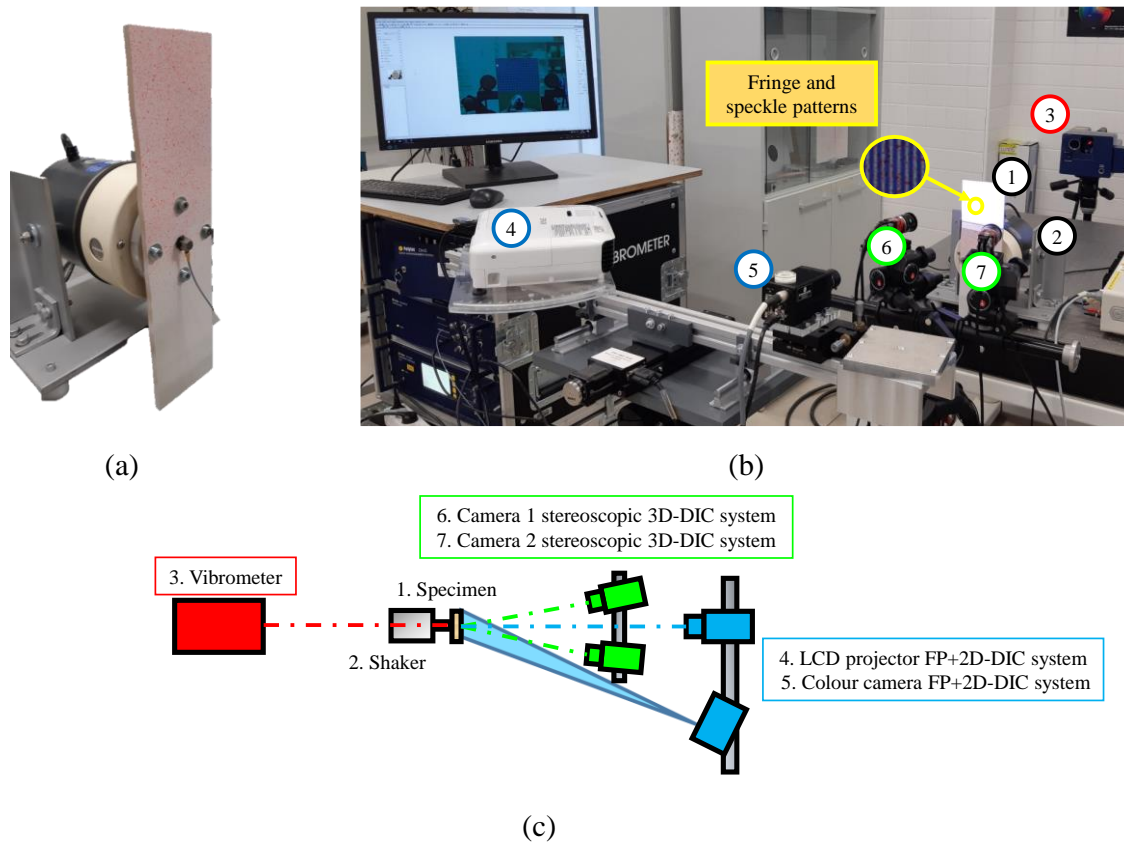 Fringe and
speckle patterns
3
1
2
4
5
6
7
VIBROMETER
(a)
(b)
6. Camera 1 stereoscopic 3D-DIC system
7. Camera 2 stereoscopic 3D-DIC system
3. Vibrometer
1. Specimen
2. Shaker
4. LCD projector FP+2D-DIC system
5. Colour camera FP+2D-DIC system
(c)